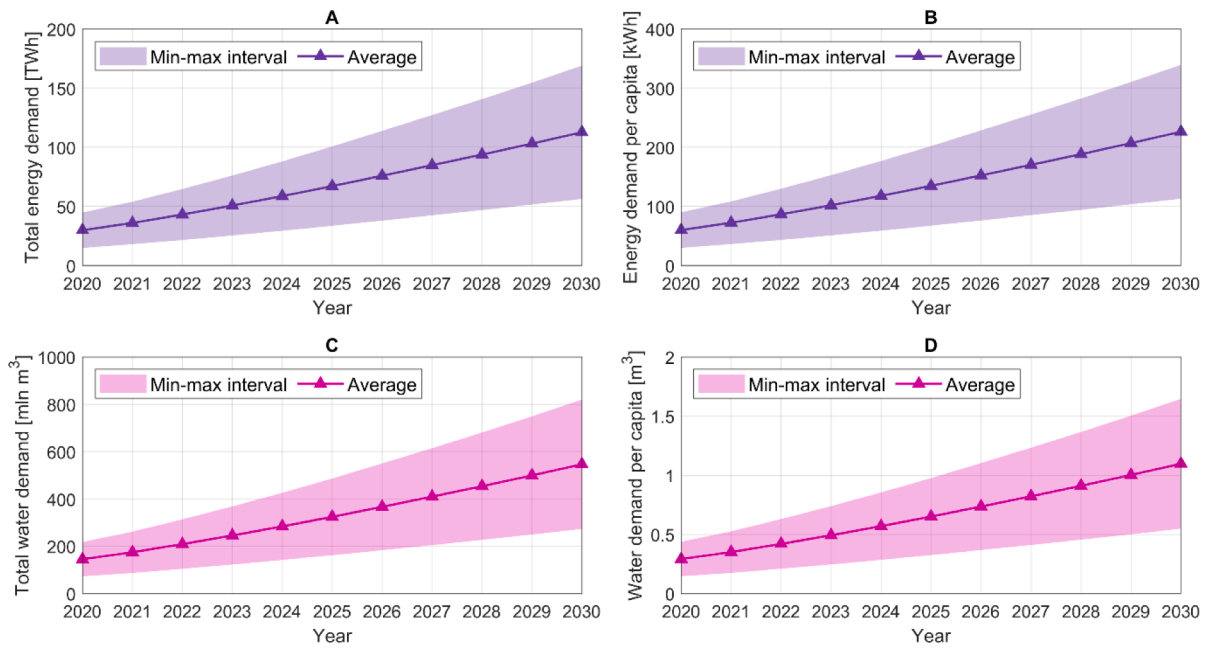 A
Total energy demand [TWh]
200
150
100
50
0
Min-max interval
Average
2020 2021 2022 2023 2024 2025 2026 2027 2028 2029 2030
Year
B
Energy demand per capita [kWh]
400
300
200
100
0
Min-max interval
Average
2020 2021 2022 2023 2024 2025 2026 2027 2028 2029 2030
Year
C
Total water demand [mln m³]
1000
800
600
400
200
0
Min-max interval
Average
2020 2021 2022 2023 2024 2025 2026 2027 2028 2029 2030
Year
D
Water demand per capita [m³]
2
1.5
1
0.5
0
Min-max interval
Average
2020 2021 2022 2023 2024 2025 2026 2027 2028 2029 2030
Year